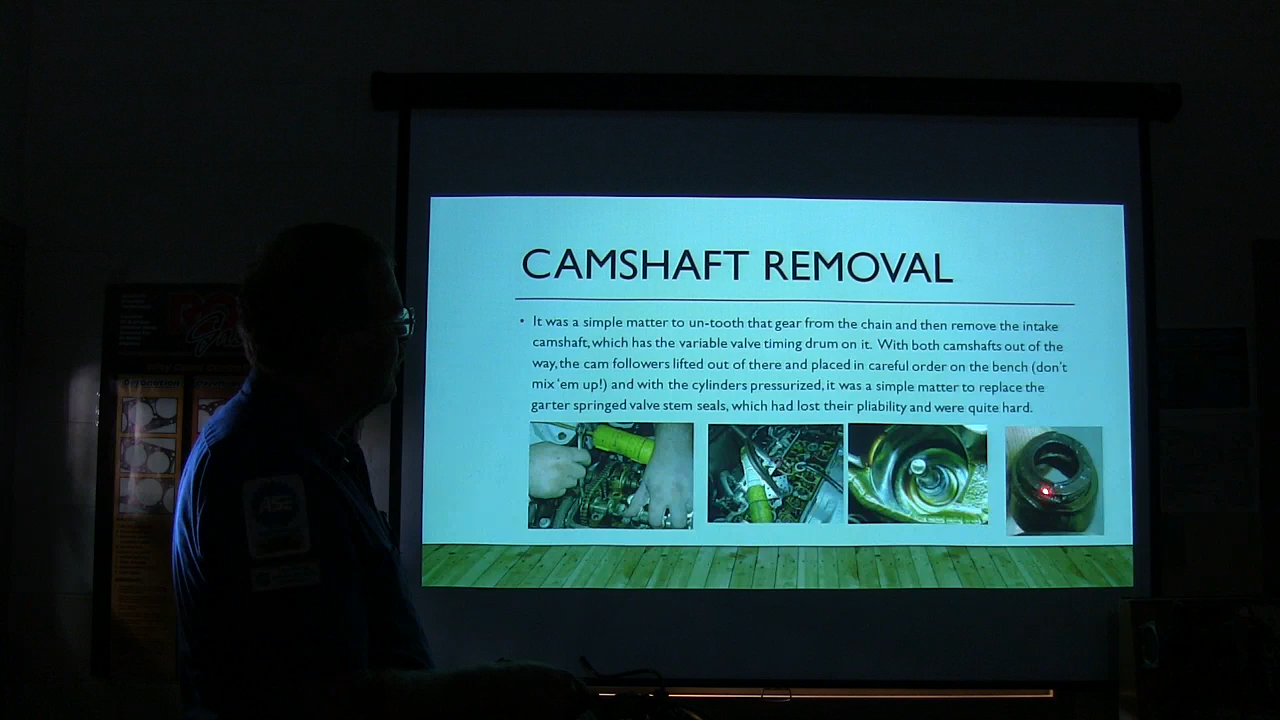 CAMSHAFT REMOVAL
• It was a simple matter to un-tooth that gear from the chain and then remove the intake
camshaft, which has the variable valve timing drum on it. With both camshafts out of the
way, the cam followers lifted out of there and placed in careful order on the bench (don't
mix 'em up!) and with the cylinders pressurized, it was a simple matter to replace the
garter springed valve stem seals, which had lost their pliability and were quite hard.
Detonation
ASE